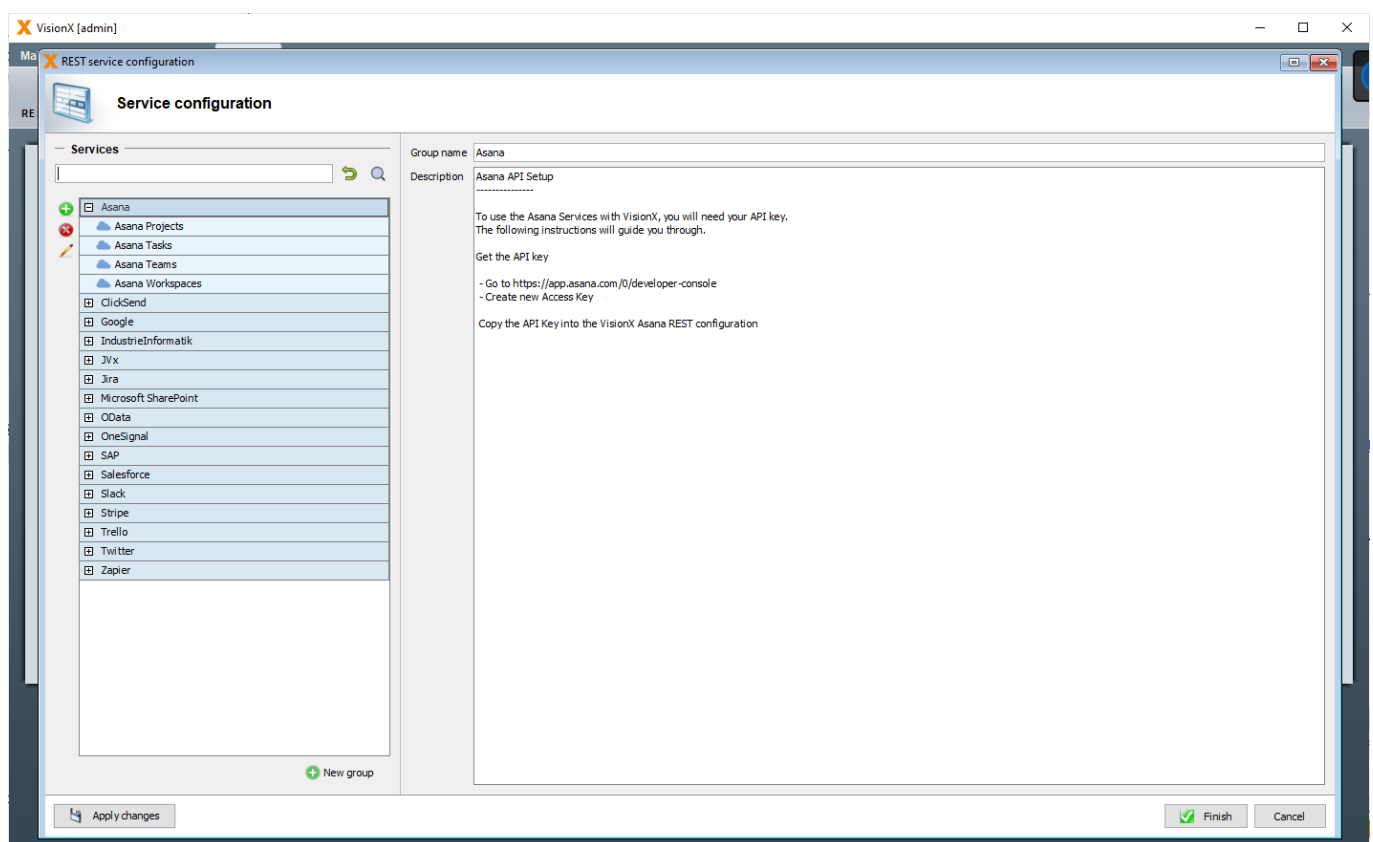 VisionX [admin]
Ma
REST service configuration
Service configuration
RE
Services
Asana
Asana Projects
Asana Tasks
Asana Teams
Asana Workspaces
ClickSend
Google
IndustrieInformatik
JVx
Jira
Microsoft SharePoint
OData
OneSignal
SAP
Salesforce
Slack
Stripe
Trello
Twitter
Zapier
New group
Group name Asana
Description Asana API Setup
---------------
To use the Asana Services with VisionX, you will need your API key.
The following instructions will guide you through.
Get the API key
- Go to https://app.asana.com/0/developer-console
- Create new Access Key
Copy the API Key into the VisionX Asana REST configuration
Apply changes
Finish
Cancel